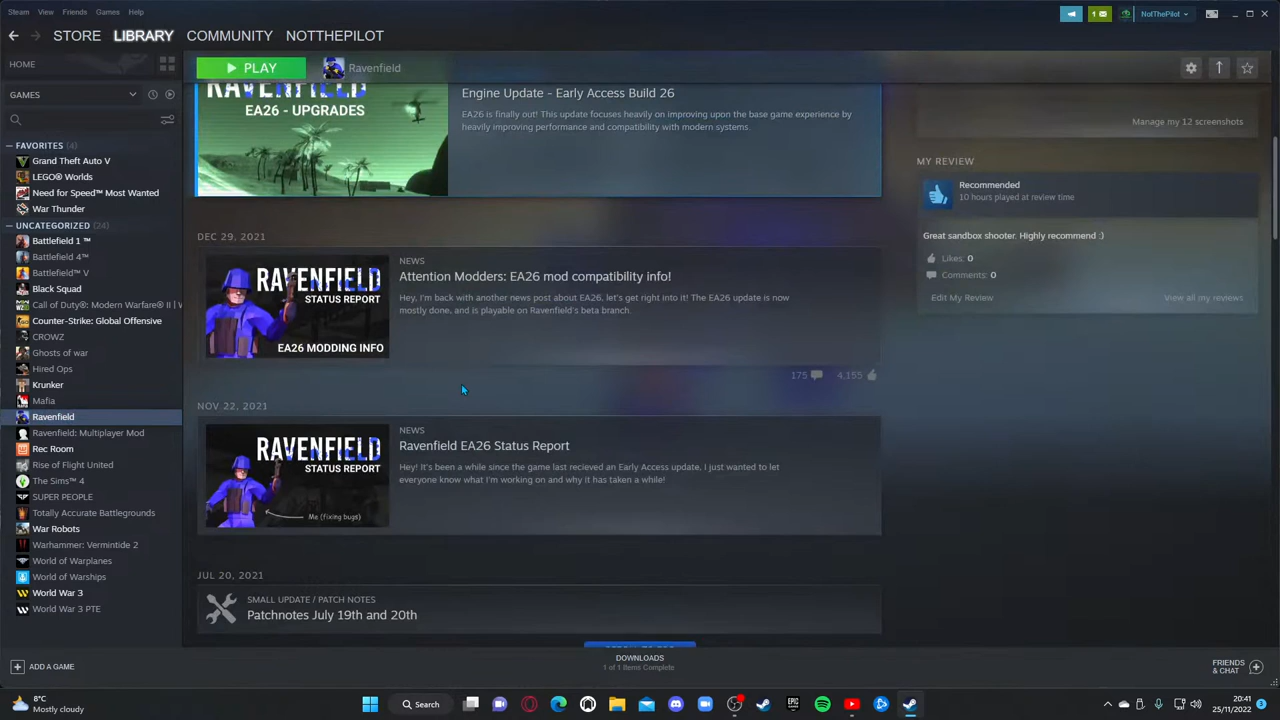 Steam View Friends Games Help
1 NotThePilot
STORE LIBRARY COMMUNITY NOTTHEPILOT
HOME
PLAY Ravenfield
GAMES
FAVORITES (4)
Grand Theft Auto V
LEGO® Worlds
Need for Speed™ Most Wanted
War Thunder
UNCATEGORIZED (24)
Battlefield 1 ™
Battlefield 4™
Battlefield™ V
Black Squad
Call of Duty®: Modern Warfare® II | W
Counter-Strike: Global Offensive
CROWZ
Ghosts of war
Hired Ops
Krunker
Mafia
Ravenfield
Ravenfield: Multiplayer Mod
Rec Room
Rise of Flight United
The Sims™ 4
SUPER PEOPLE
Totally Accurate Battlegrounds
War Robots
Warhammer: Vermintide 2
World of Warplanes
World of Warships
World War 3
World War 3 PTE
RAVENFIELD
EA26 - UPGRADES
Engine Update - Early Access Build 26
EA26 is finally out! This update focuses heavily on improving upon the base game experience by
heavily improving performance and compatibility with modern systems.
DEC 29, 2021
RAVENFIELD
STATUS REPORT
EA26 MODDING INFO
NEWS
Attention Modders: EA26 mod compatibility info!
Hey, I'm back with another news post about EA26, let's get right into it! The EA26 update is now
mostly done, and is playable on Ravenfield's beta branch.
175 4,155
NOV 22, 2021
RAVENFIELD
STATUS REPORT
Me (fixing bugs)
NEWS
Ravenfield EA26 Status Report
Hey! It's been a while since the game last recieved an Early Access update, I just wanted to let
everyone know what I'm working on and why it has taken a while!
JUL 20, 2021
SMALL UPDATE / PATCH NOTES
Patchnotes July 19th and 20th
Manage my 12 screenshots
MY REVIEW
Recommended
10 hours played at review time
Great sandbox shooter. Highly recommend :)
Likes: 0
Comments: 0
Edit My Review View all my reviews
ADD A GAME
DOWNLOADS
1 of 1 Items Complete
FRIENDS
& CHAT
8°C
Mostly cloudy
Search
20:41
25/11/2022